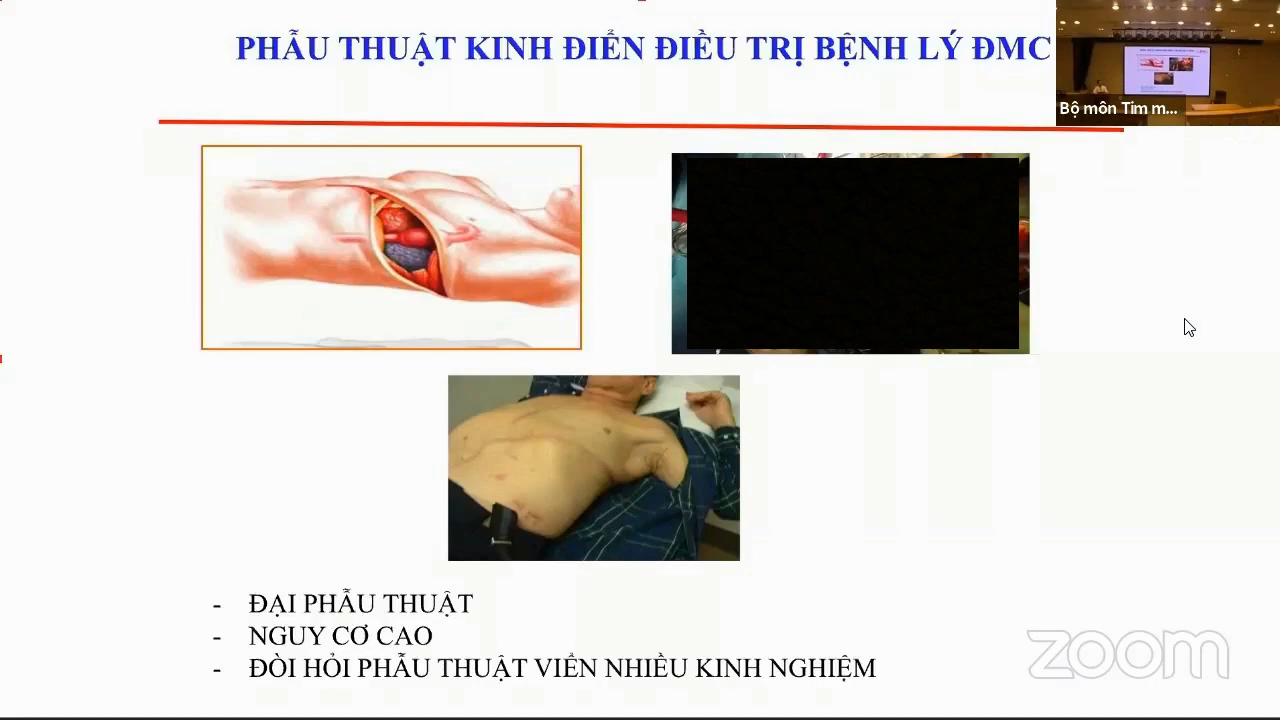 PHẪU THUẬT KINH ĐIỂN ĐIỀU TRỊ BỆNH LÝ ĐMC
Bộ môn Tim m...
- ĐẠI PHẪU THUẬT
- NGUY CƠ CAO
- ĐÒI HỎI PHẪU THUẬT VIỂN NHIỀU KINH NGHIỆM
zoom